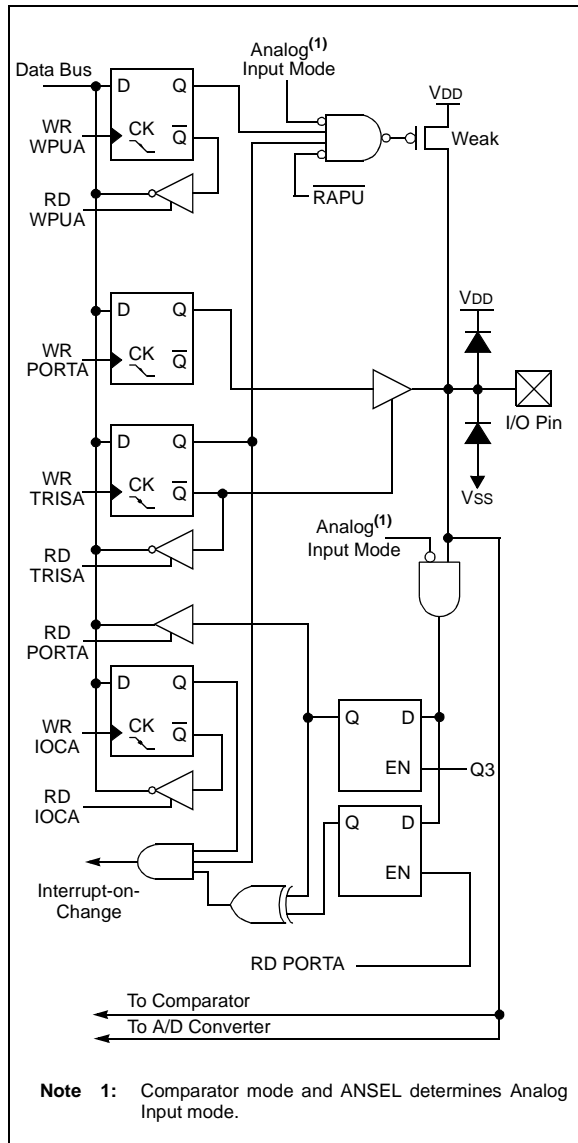 Analog(1)
Input Mode
Data Bus
D Q
VDD
WR
WPUA
CK
Q
Weak
RD
WPUA
RAPU
D Q
VDD
WR
PORTA
CK
Q
I/O Pin
D Q
WR
TRISA
CK
Q
VSS
Analog(1)
Input Mode
RD
TRISA
RD
PORTA
D Q
Q D
WR
IOCA
CK
Q
EN
Q3
RD
IOCA
Q D
EN
Interrupt-on-
Change
RD PORTA
To Comparator
To A/D Converter
Note 1: Comparator mode and ANSEL determines Analog
Input mode.